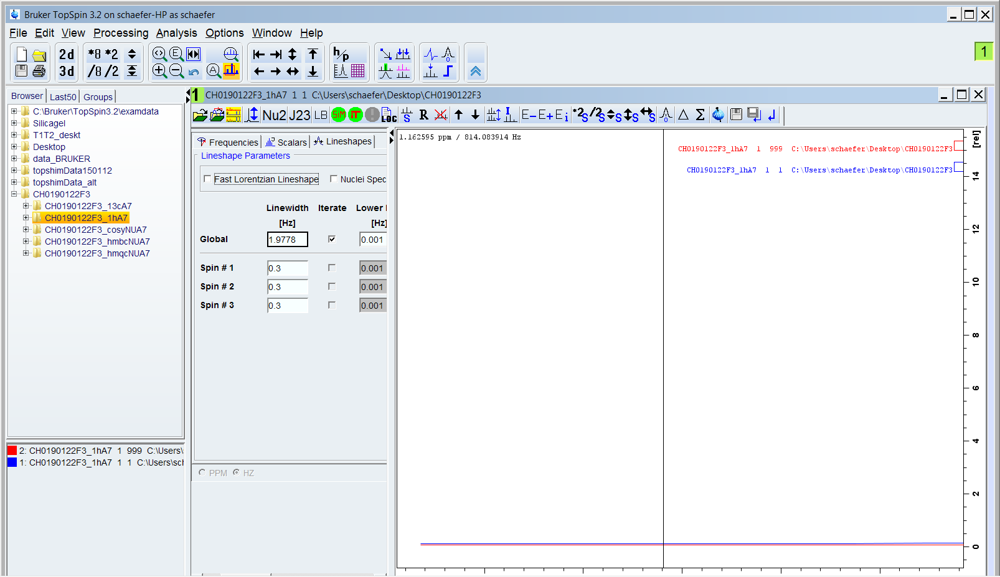 Bruker TopSpin 3.2 on schaefer-HP as schaefer
File Edit View Processing Analysis Options Window Help
2d *8 *2 E h/p
3d /8 /2 A
1
Browser Last50 Groups
C:\Bruker\TopSpin3.2\examdata
Silicagel
T1T2_deskt
Desktop
data_BRUKER
topshimData150112
topshimData_alt
CH0190122F3
CH0190122F3_13cA7
CH0190122F3_1hA7
CH0190122F3_cosyNUA7
CH0190122F3_hmbcNUA7
CH0190122F3_hmqcNUA7
2: CH0190122F3_1hA7 1 999 C:\Users\
1: CH0190122F3_1hA7 1 1 C:\Users\sch
1 CH0190122F3_1hA7 1 1 C:\Users\schaefer\Desktop\CH0190122F3
Nu2 J23 LB SIM iT ! LOC S R E- E+ Ei *2S /2S S S S Δ Σ
Frequencies Scalars Lineshapes
Lineshape Parameters
Fast Lorentzian Lineshape Nuclei Spec
Linewidth Iterate Lower
[Hz] [Hz]
Global 1.9778 0.001
Spin # 1 0.3 0.001
Spin # 2 0.3 0.001
Spin # 3 0.3 0.001
PPM HZ
1.162595 ppm / 814.083914 Hz
CH0190122F3_1hA7 1 999 C:\Users\schaefer\Desktop\CH0190122F3
CH0190122F3_1hA7 1 1 C:\Users\schaefer\Desktop\CH0190122F3
[rel]
14
12
10
8
6
4
2
0